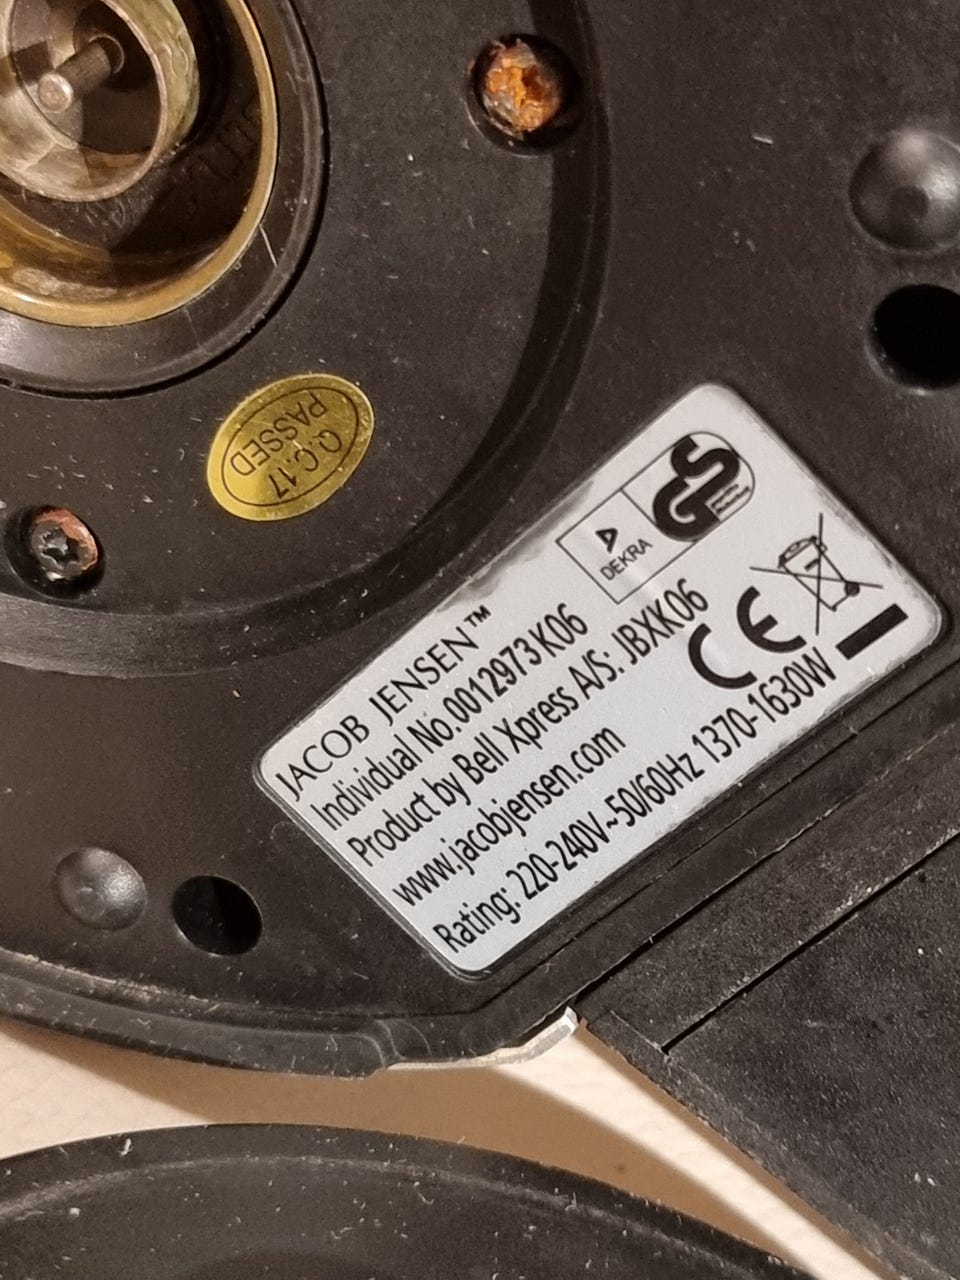 Q.C.17
PASSED
DEKRA
GS
JACOB JENSEN™
Individual No.0012973 K06
Product by Bell Xpress A/S: JBXK06
www.jacobjensen.com
CE
Rating: 220-240V~50/60Hz 1370-1630W